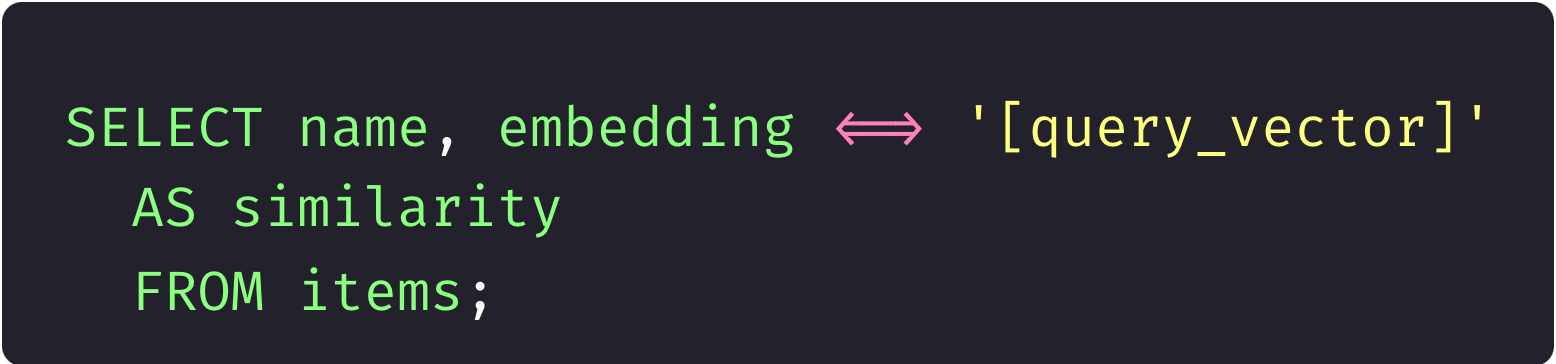 SELECT name, embedding <=> '[query_vector]'
  AS similarity
  FROM items;